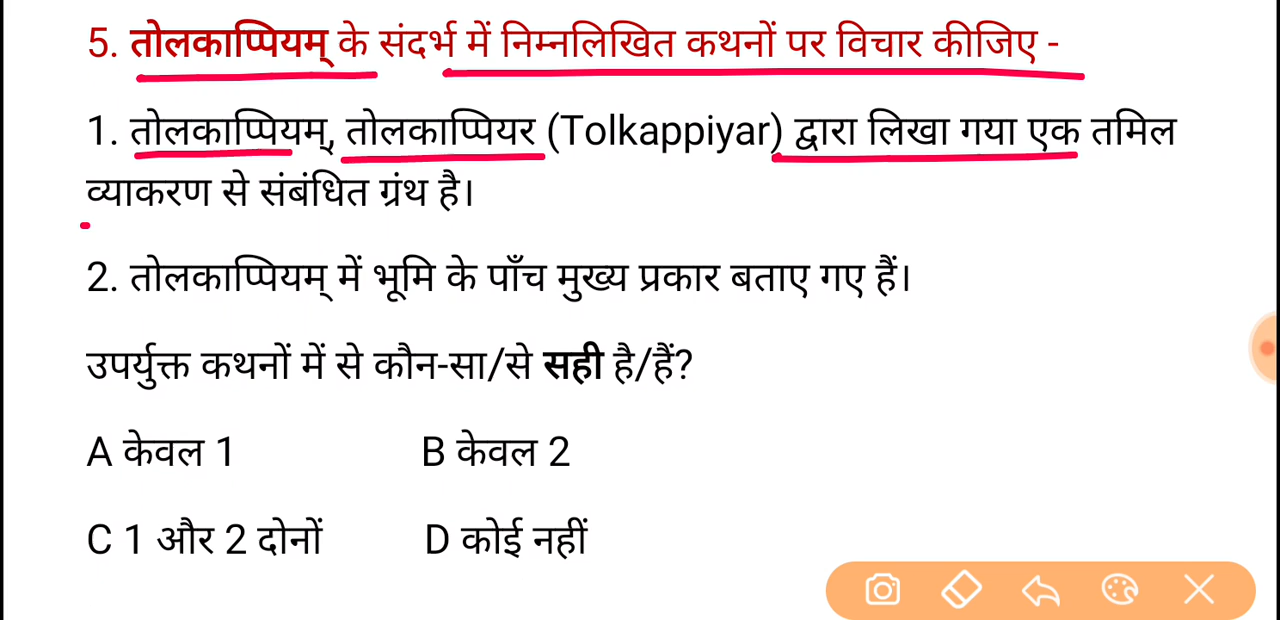 5. तोलकाप्पियम् के संदर्भ में निम्नलिखित कथनों पर विचार कीजिए -
1. तोलकाप्पियम्, तोलकाप्पियर (Tolkappiyar) द्वारा लिखा गया एक तमिल
व्याकरण से संबंधित ग्रंथ है।
2. तोलकाप्पियम् में भूमि के पाँच मुख्य प्रकार बताए गए हैं।
उपर्युक्त कथनों में से कौन-सा/से सही है/हैं?
A केवल 1 B केवल 2
C 1 और 2 दोनों D कोई नहीं